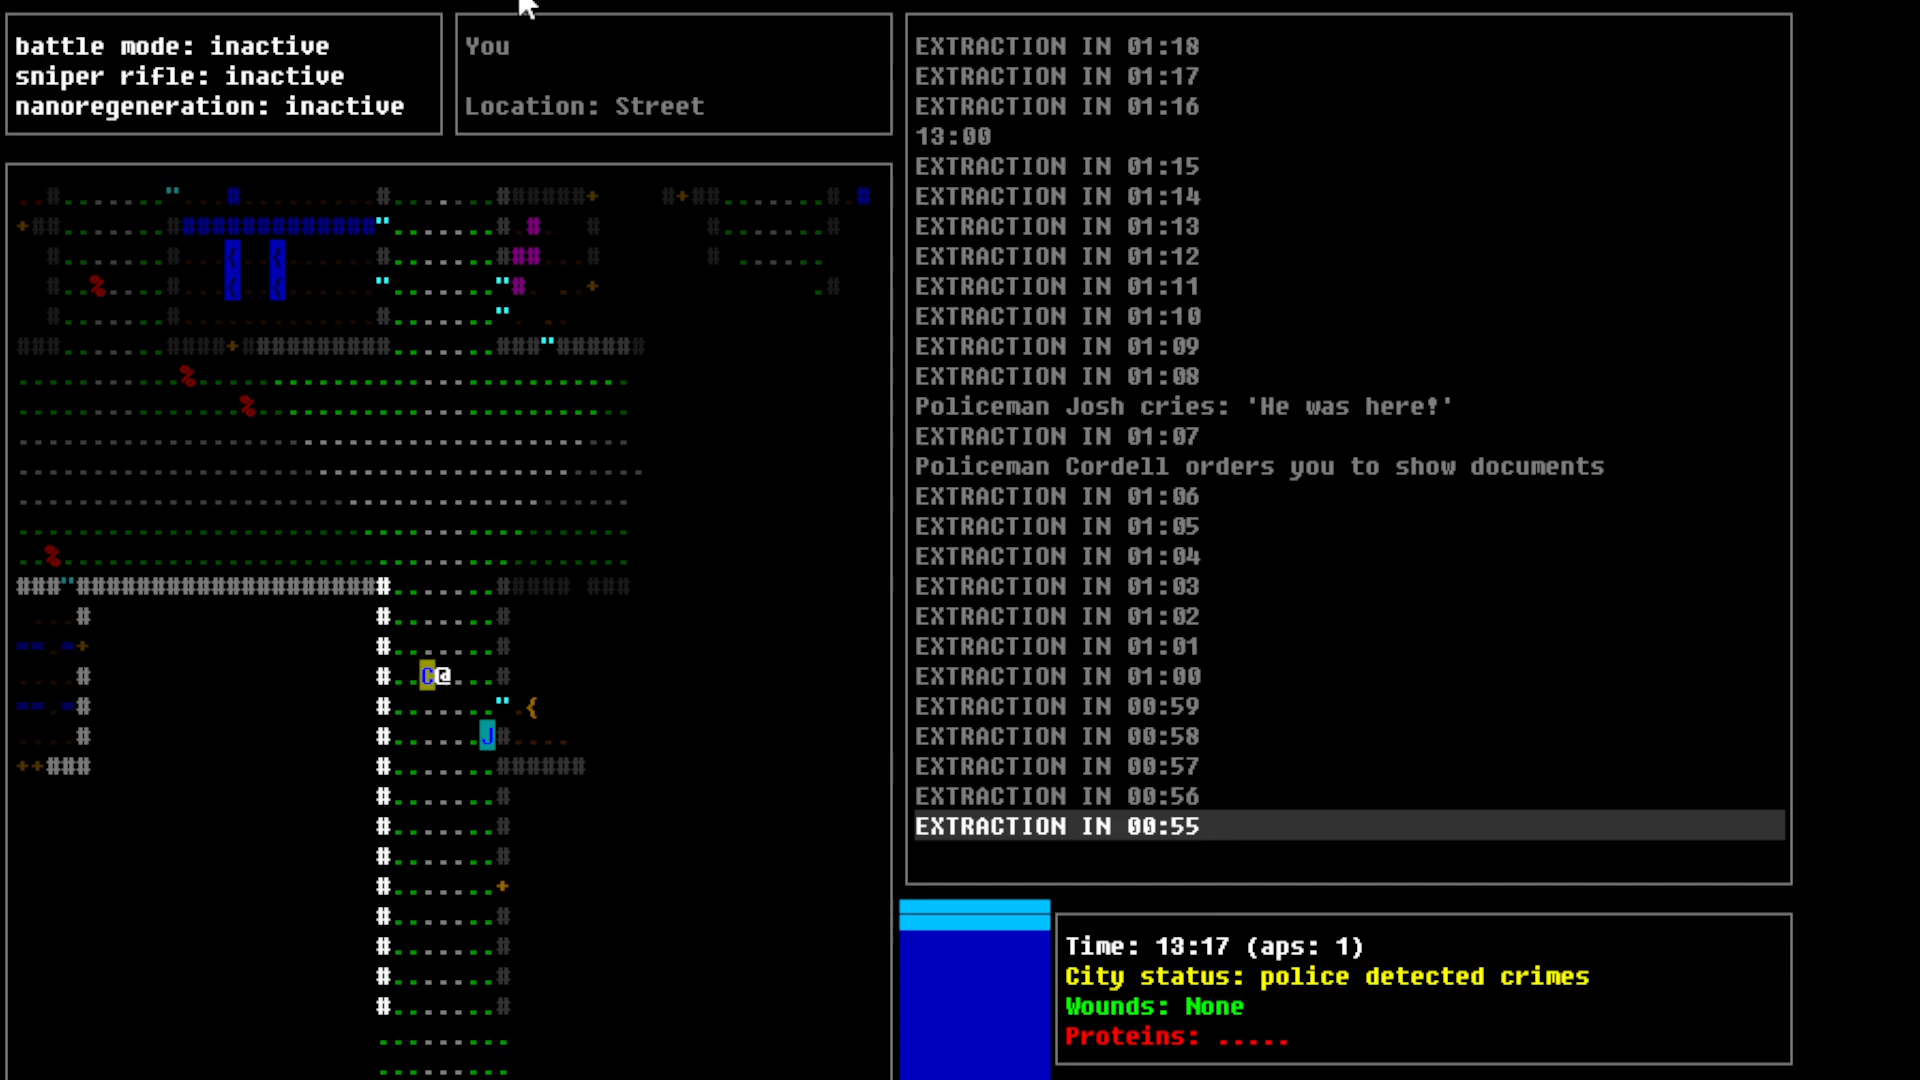 battle mode: inactive
sniper rifle: inactive
nanoregeneration: inactive
You
Location: Street
EXTRACTION IN 01:18
EXTRACTION IN 01:17
EXTRACTION IN 01:16
13:00
EXTRACTION IN 01:15
EXTRACTION IN 01:14
EXTRACTION IN 01:13
EXTRACTION IN 01:12
EXTRACTION IN 01:11
EXTRACTION IN 01:10
EXTRACTION IN 01:09
EXTRACTION IN 01:08
Policeman Josh cries: 'He was here!'
EXTRACTION IN 01:07
Policeman Cordell orders you to show documents
EXTRACTION IN 01:06
EXTRACTION IN 01:05
EXTRACTION IN 01:04
EXTRACTION IN 01:03
EXTRACTION IN 01:02
EXTRACTION IN 01:01
EXTRACTION IN 01:00
EXTRACTION IN 00:59
EXTRACTION IN 00:58
EXTRACTION IN 00:57
EXTRACTION IN 00:56
EXTRACTION IN 00:55
C@
J
Time: 13:17 (aps: 1)
City status: police detected crimes
Wounds: None
Proteins: .....